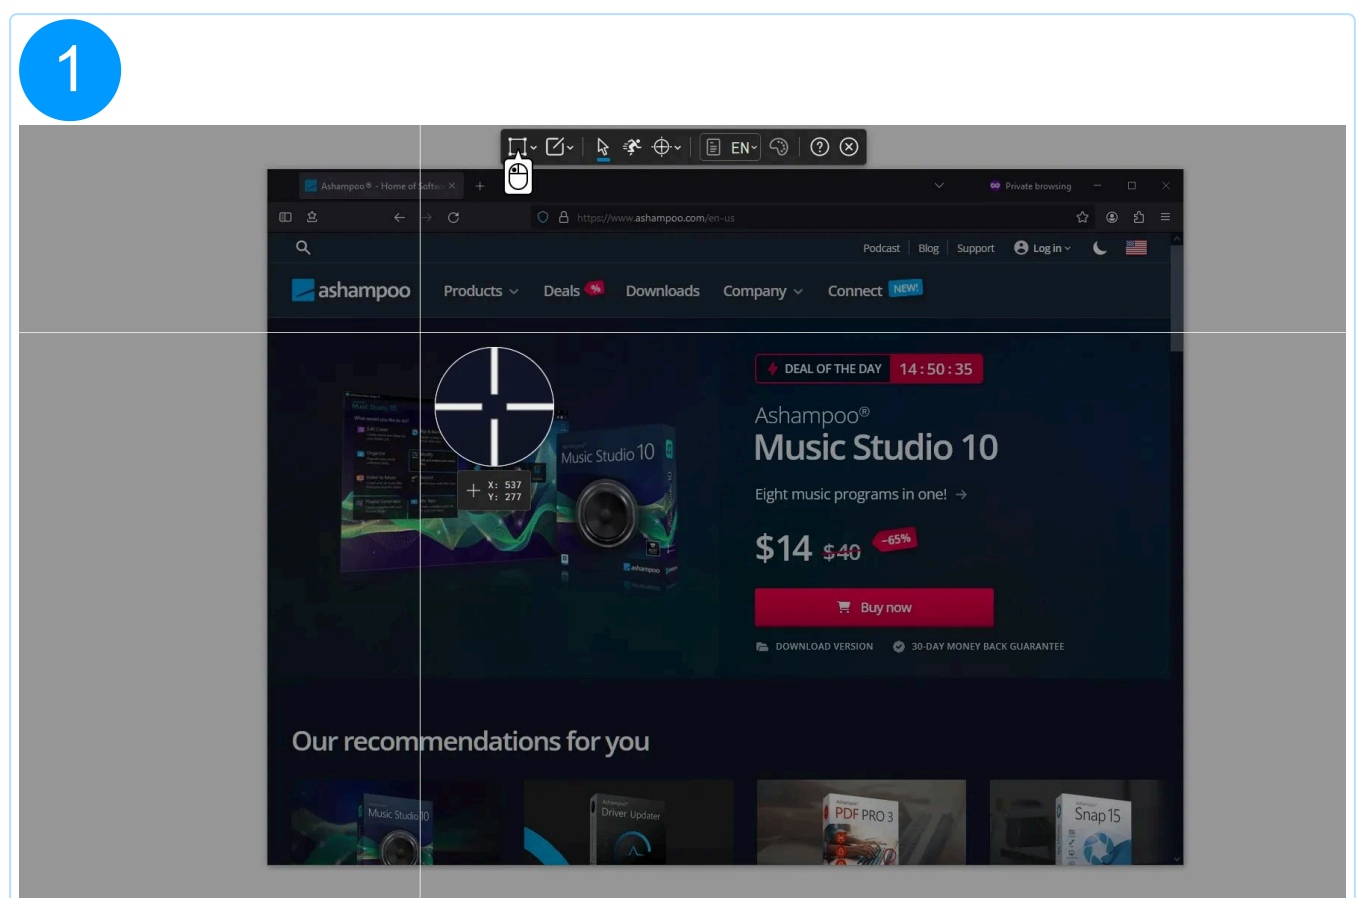 1
EN
Ashampoo® - Home of Softw
Private browsing
https://www.ashampoo.com/en-us
Podcast Blog Support Log in
ashampoo Products Deals % Downloads Company Connect NEW!
DEAL OF THE DAY 14:50:35
Ashampoo®
Music Studio 10
Eight music programs in one! →
$14 $40 -65%
Buy now
DOWNLOAD VERSION 30-DAY MONEY BACK GUARANTEE
Music Studio 10
X: 537
Y: 277
ashampoo
Our recommendations for you
Music Studio 10
Driver Updater
PDF PRO 3
Snap 15